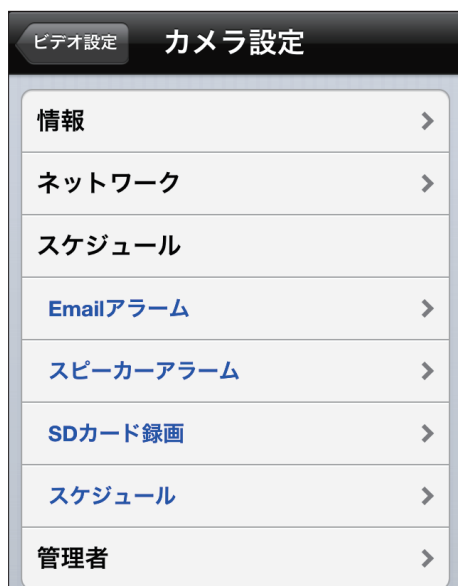 ビデオ設定
カメラ設定
情報
ネットワーク
スケジュール
Emailアラーム
スピーカーアラーム
SDカード録画
スケジュール
管理者